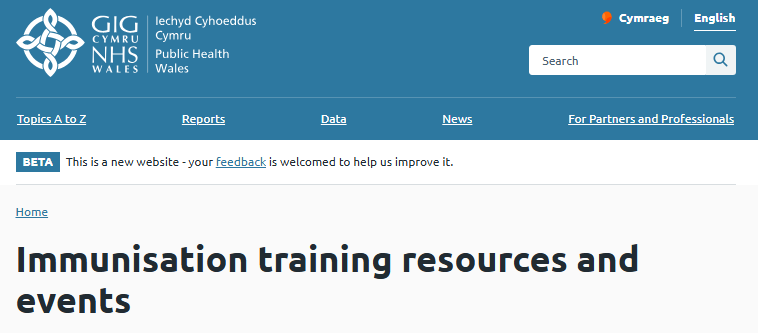 GIG
CYMRU
NHS
WALES
Iechyd Cyhoeddus
Cymru
Public Health
Wales
Cymraeg
English
Search
Topics A to Z
Reports
Data
News
For Partners and Professionals
BETA This is a new website - your feedback is welcomed to help us improve it.
Home
Immunisation training resources and
events